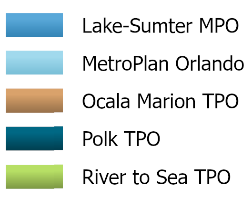 Lake-Sumter MPO
MetroPlan Orlando
Ocala Marion TPO
Polk TPO
River to Sea TPO